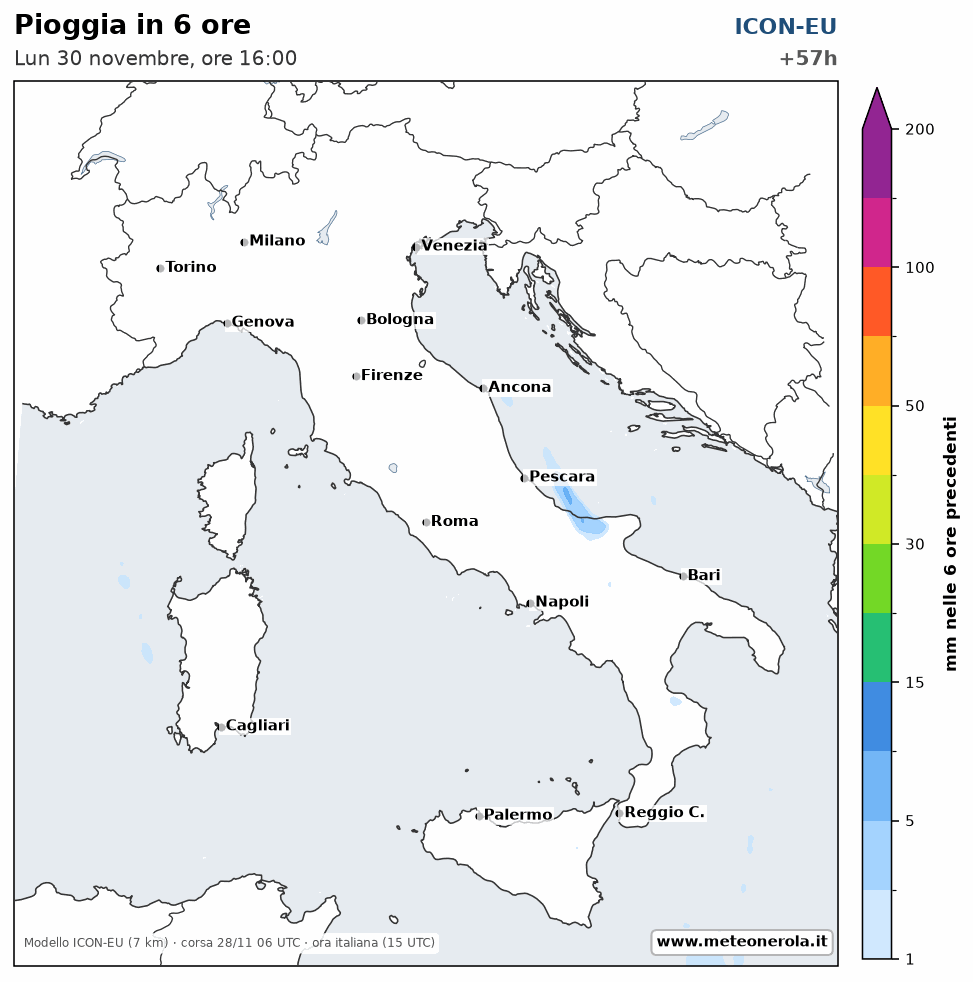 Pioggia in 6 ore
ICON-EU
Lun 30 novembre, ore 16:00
+57h
200
100
50
30
15
5
1
mm nelle 6 ore precedenti
Milano
Venezia
Torino
Genova
Bologna
Firenze
Ancona
Pescara
Roma
Bari
Napoli
Cagliari
Palermo
Reggio C.
Modello ICON-EU (7 km) · corsa 28/11 06 UTC · ora italiana (15 UTC)
www.meteonerola.it